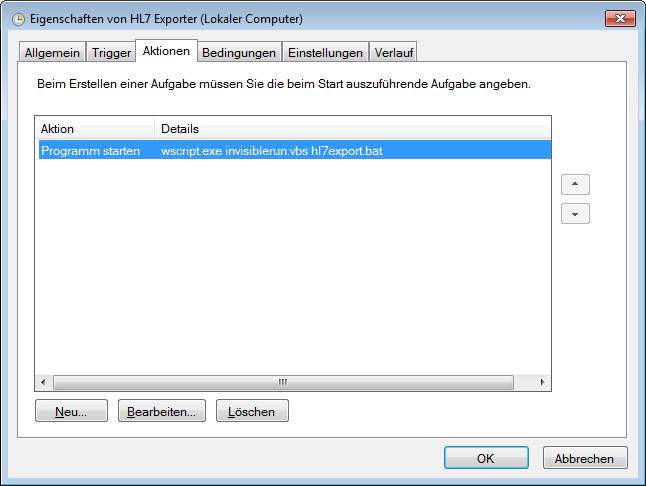 Eigenschaften von HL7 Exporter (Lokaler Computer)
Allgemein Trigger Aktionen Bedingungen Einstellungen Verlauf
Beim Erstellen einer Aufgabe müssen Sie die beim Start auszuführende Aufgabe angeben.
Aktion Details
Programm starten wscript.exe invisiblerun.vbs hl7export.bat
Neu... Bearbeiten... Löschen
OK Abbrechen